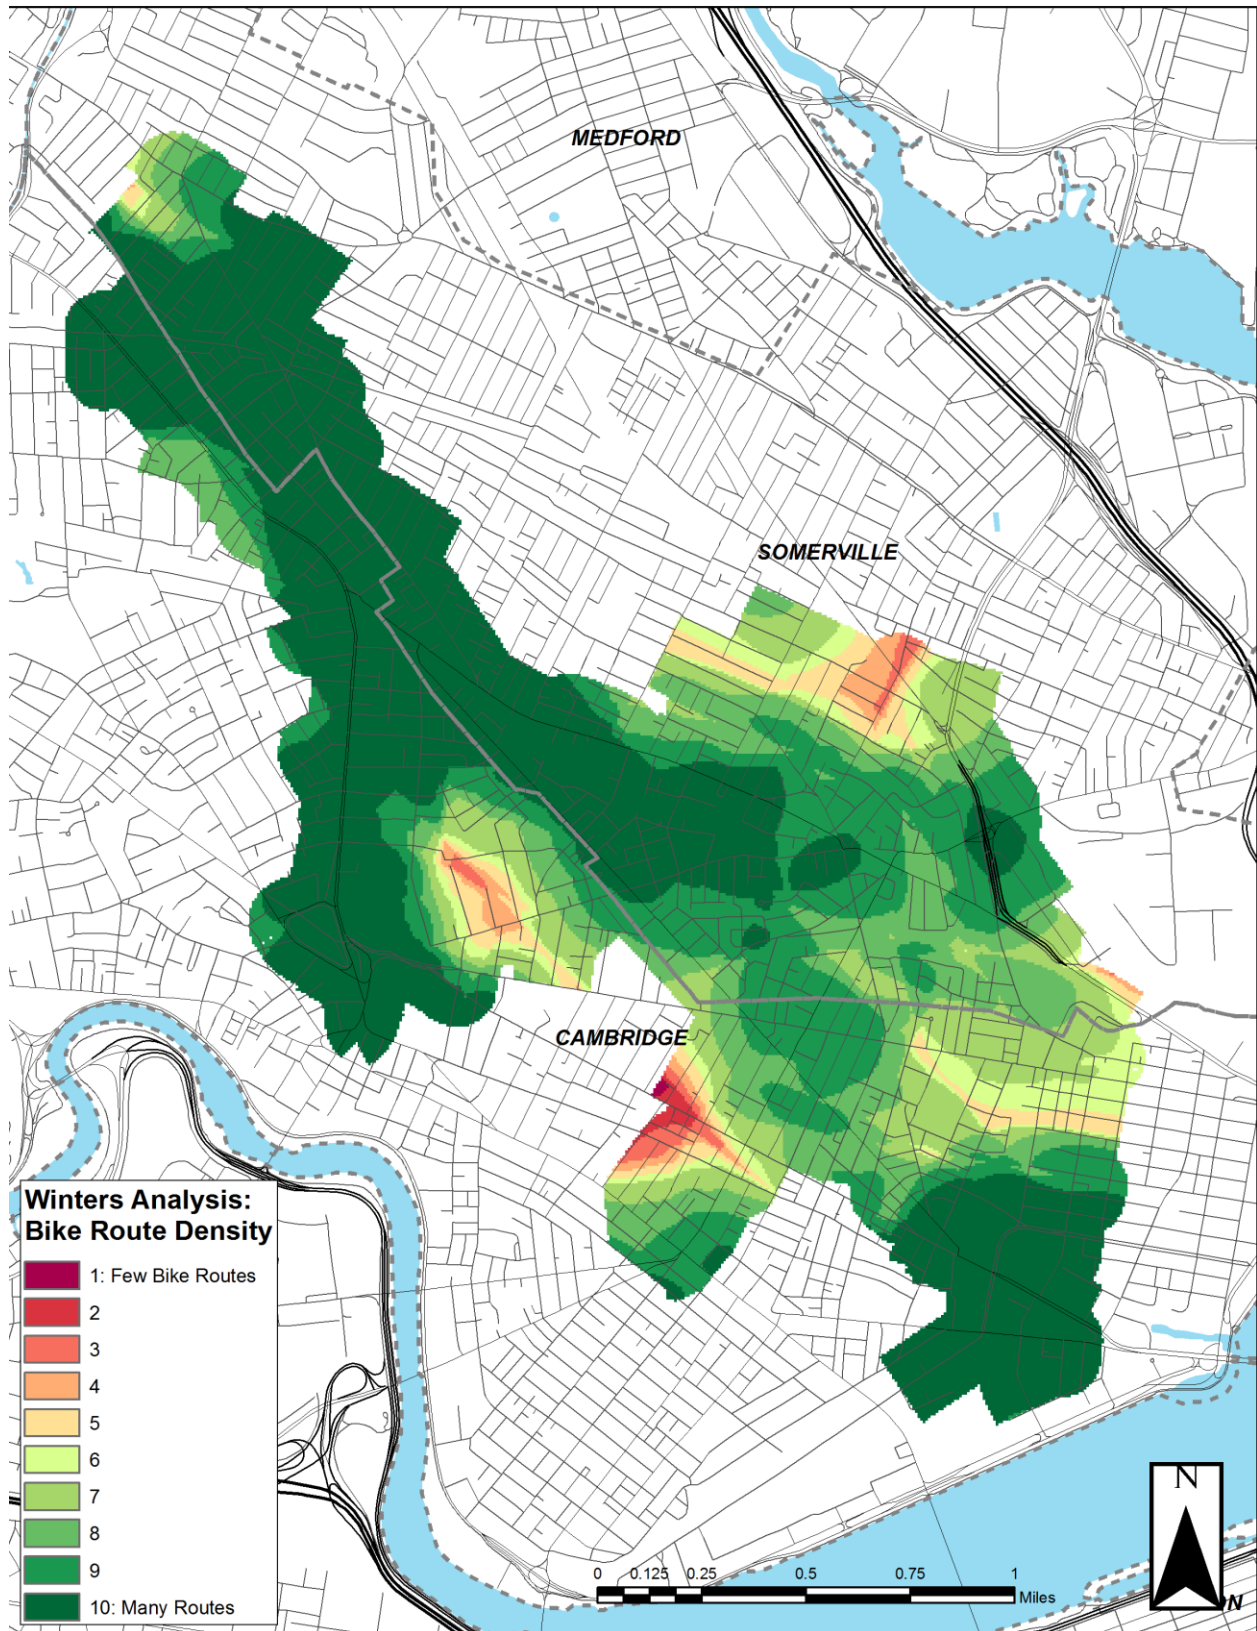 MEDFORD
SOMERVILLE
CAMBRIDGE
Winters Analysis:
Bike Route Density
1: Few Bike Routes
2
3
4
5
6
7
8
9
10: Many Routes
0 0.125 0.25 0.5 0.75 1
Miles
N
ON